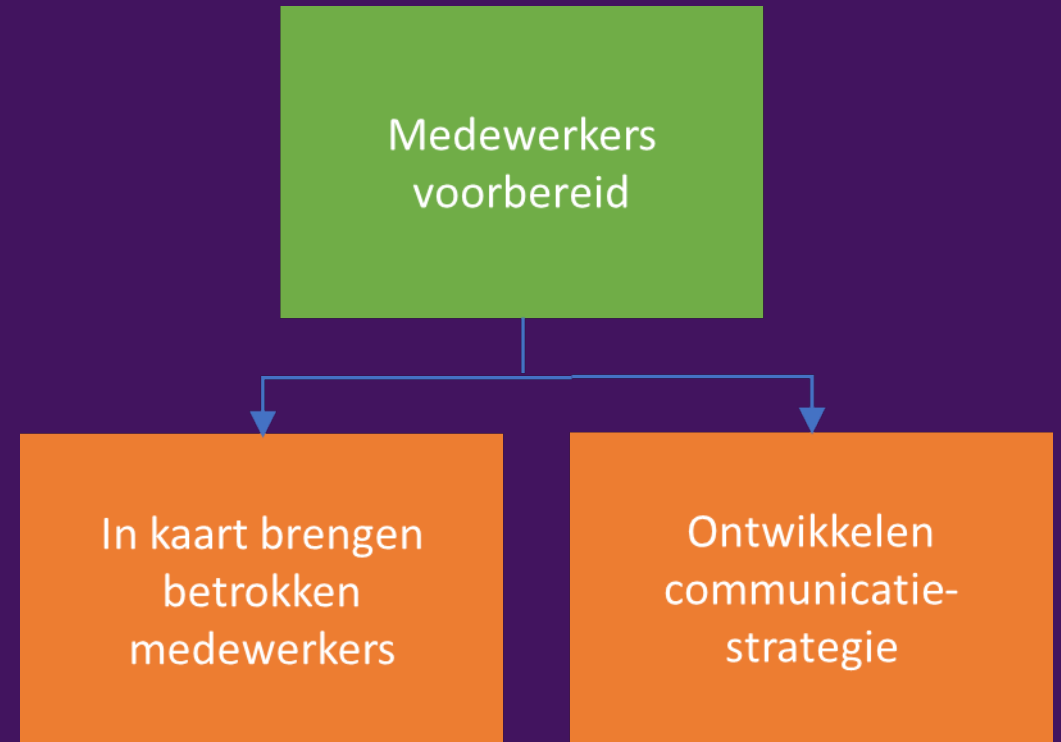 Medewerkers
voorbereid
In kaart brengen
betrokken
medewerkers
Ontwikkelen
communicatie-
strategie